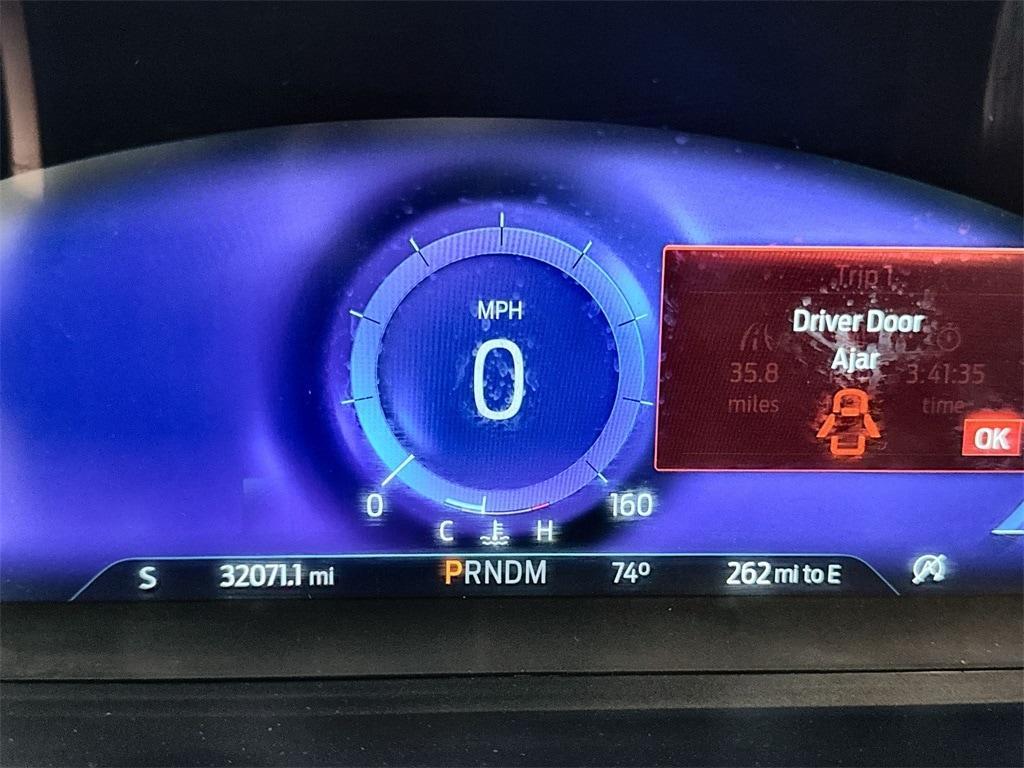 MPH
0
0
160
C H
Trip 1
Driver Door
Ajar
35.8
miles
3:41:35
time
OK
S 32071.1 mi PRNDM 74º 262 mi to E
A